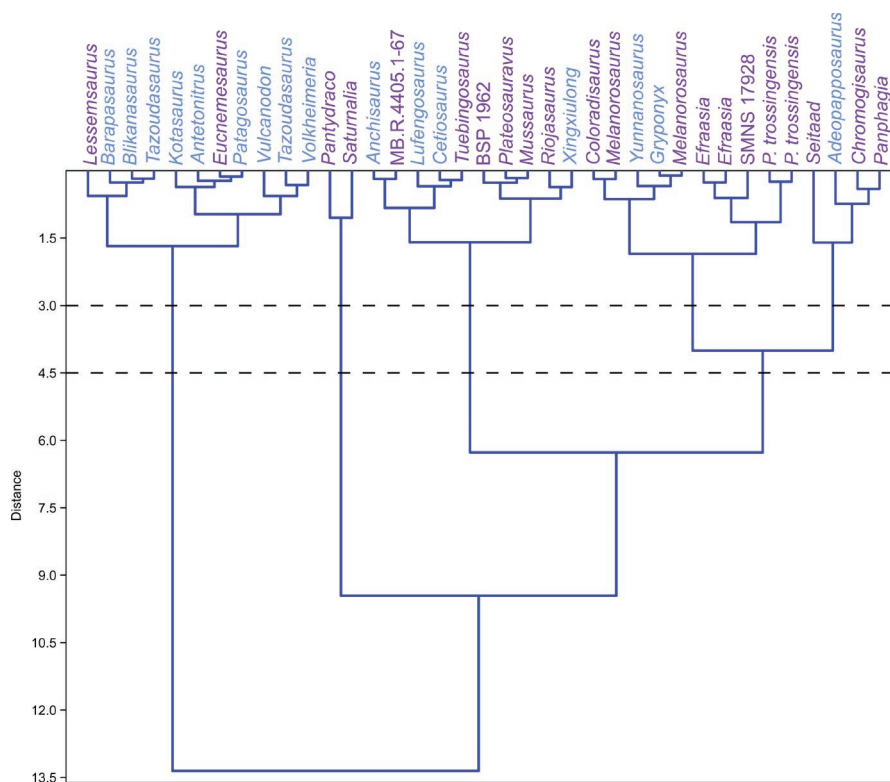 Lessemsaurus
Barapasaurus
Blikanasaurus
Tazoudasaurus
Kotasaurus
Antetonitrus
Eucnemesaurus
Patagosaurus
Vulcanodon
Tazoudasaurus
Volkheimeria
Pantydraco
Saturnalia
Anchisaurus
MB.R.4405.1-67
Lufengosaurus
Cetiosaurus
Tuebingosaurus
BSP 1962
Plateosauravus
Mussaurus
Riojasaurus
Xingxiulong
Coloradisaurus
Melanorosaurus
Yunnanosaurus
Gryponyx
Melanorosaurus
Efraasia
Efraasia
SMNS 17928
P. trossingensis
P. trossingensis
Seitaad
Adeopapposaurus
Chromogisaurus
Panphagia
1.5
3.0
4.5
6.0
7.5
9.0
10.5
12.0
13.5
Distance